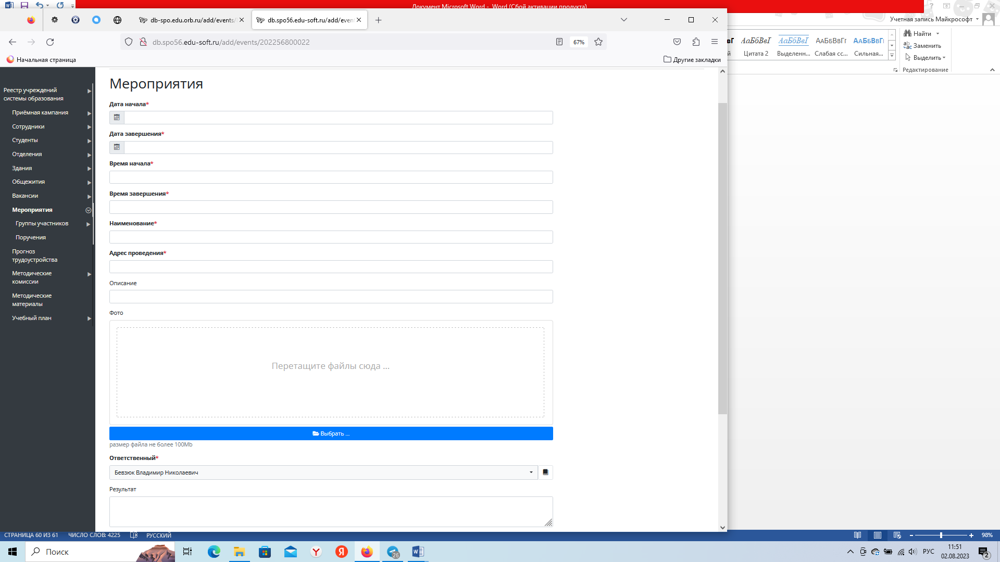 Документ Microsoft Word - Word (Сбой активации продукта)
db-spo.edu.orb.ru/add/events/
db.spo56.edu-soft.ru/add/even
Учетная запись Майкрософт
db.spo56.edu-soft.ru/add/events/202256800022
67%
Начальная страница
Другие закладки
АаБбВвГ
АаБбВвГ
АаБбВвГг
АаБбВвГг
Цитата 2
Выделенн...
Слабая сс...
Сильная...
Найти
Заменить
Выделить
Редактирование
Реестр учреждений
системы образования
Приёмная кампания
Сотрудники
Студенты
Отделения
Здания
Общежития
Вакансии
Мероприятия
Группы участников
Поручения
Прогноз
трудоустройства
Методические
комиссии
Методические
материалы
Учебный план
Мероприятия
Дата начала*
Дата завершения*
Время начала*
Время завершения*
Наименование*
Адрес проведения*
Описание
Фото
Перетащите файлы сюда ...
Выбрать ...
размер файла не более 100Mb
Ответственный*
Бевзюк Владимир Николаевич
Результат
СТРАНИЦА 60 ИЗ 61
ЧИСЛО СЛОВ: 4225
РУССКИЙ
98%
Поиск
26
РУС
11:51
02.08.2023
2